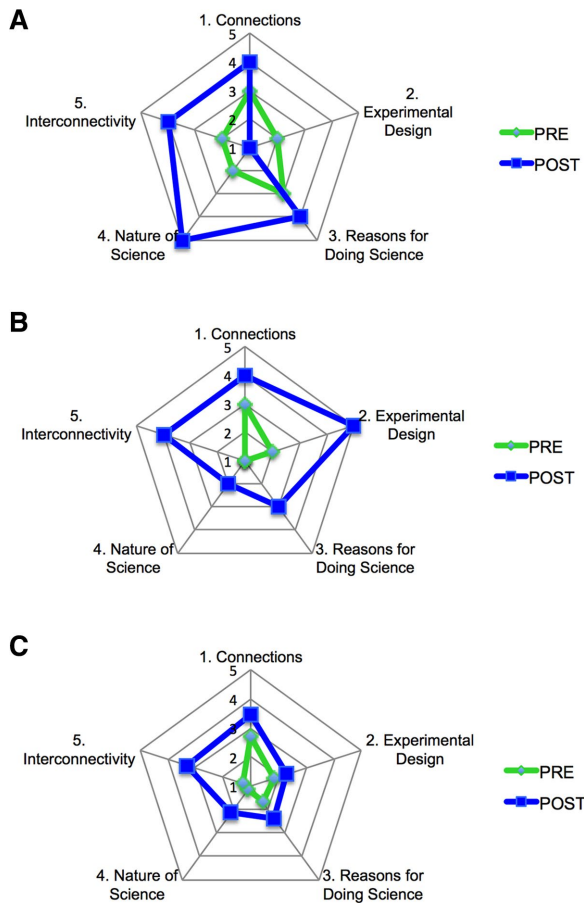 A
1. Connections
5
4
3
2
1
2.
Experimental
Design
3. Reasons for
Doing Science
4. Nature of
Science
5.
Interconnectivity
PRE
POST
B
1. Connections
5
4
3
2
1
2. Experimental
Design
3. Reasons for
Doing Science
4. Nature of
Science
5.
Interconnectivity
PRE
POST
C
1. Connections
5
4
3
2
1
2. Experimental
Design
3. Reasons for
Doing Science
4. Nature of
Science
5.
Interconnectivity
PRE
POST